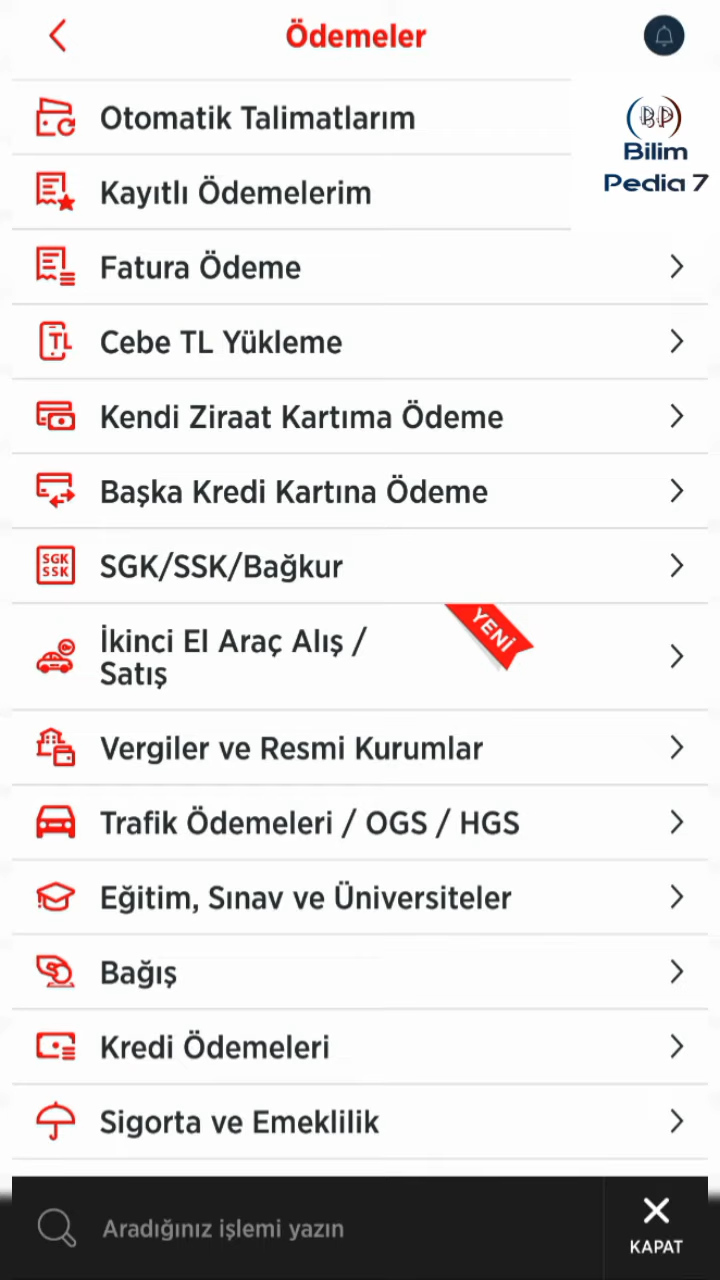 Ödemeler
Otomatik Talimatlarım
Bilim
Pedia 7
Kayıtlı Ödemelerim
Fatura Ödeme
TL
Cebe TL Yükleme
Kendi Ziraat Kartıma Ödeme
Başka Kredi Kartına Ödeme
SGK
SSK
SGK/SSK/Bağkur
YENİ
İkinci El Araç Alış /
Satış
Vergiler ve Resmi Kurumlar
Trafik Ödemeleri / OGS / HGS
Eğitim, Sınav ve Üniversiteler
Bağış
Kredi Ödemeleri
Sigorta ve Emeklilik
Aradığınız işlemi yazın
KAPAT